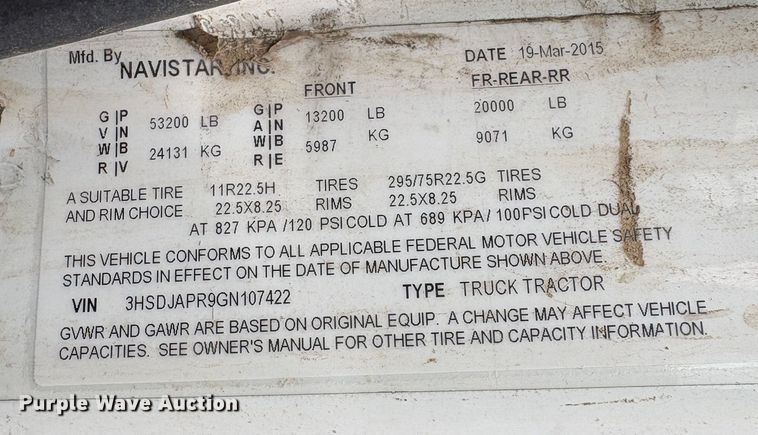 Mfd. By NAVISTAR, INC. DATE 19-Mar-2015
FRONT FR-REAR-RR
G|P 53200 LB G|P 13200 LB 20000 LB
V|N A|N
W|B 24131 KG W|B 5987 KG 9071 KG
R|V R|E
A SUITABLE TIRE 11R22.5H TIRES 295/75R22.5G TIRES
AND RIM CHOICE 22.5X8.25 RIMS 22.5X8.25 RIMS
AT 827 KPA /120 PSICOLD AT 689 KPA/ 100PSICOLD DUAL
THIS VEHICLE CONFORMS TO ALL APPLICABLE FEDERAL MOTOR VEHICLE SAFETY
STANDARDS IN EFFECT ON THE DATE OF MANUFACTURE SHOWN ABOVE.
VIN 3HSDJAPR9GN107422 TYPE TRUCK TRACTOR
GVWR AND GAWR ARE BASED ON ORIGINAL EQUIP. A CHANGE MAY AFFECT VEHICLE
CAPACITIES. SEE OWNER'S MANUAL FOR OTHER TIRE AND CAPACITY INFORMATION.
Purple Wave Auction